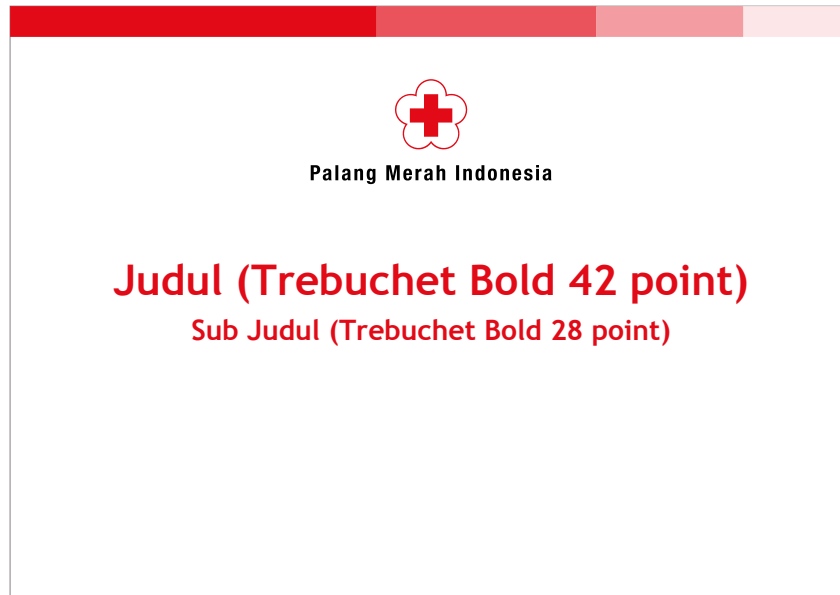 Palang Merah Indonesia
Judul (Trebuchet Bold 42 point)
Sub Judul (Trebuchet Bold 28 point)